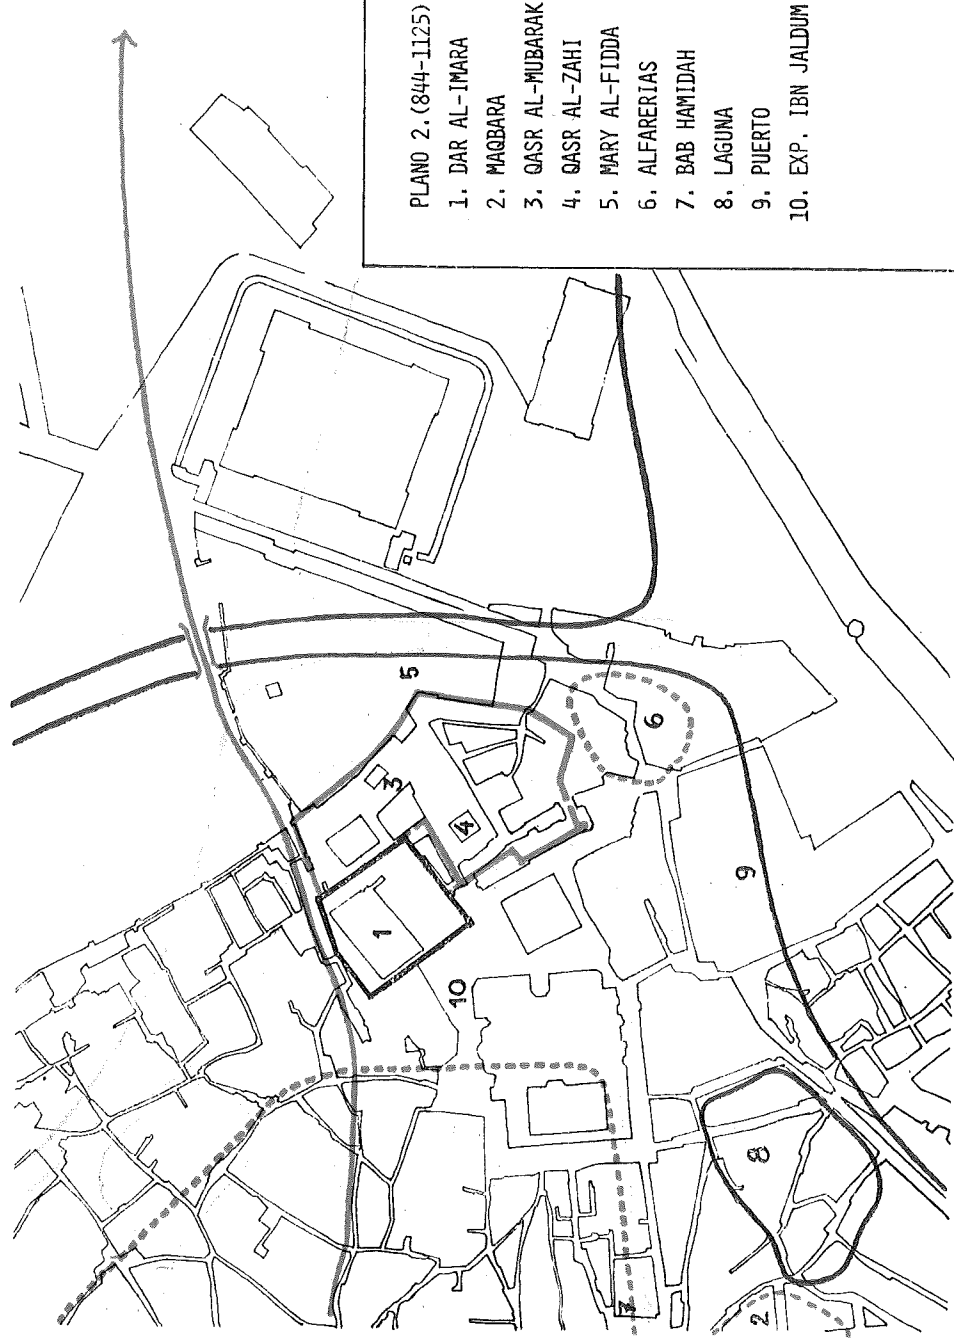 PLANO 2.(844-1125)
1. DAR AL-IMARA
2. MAQBARA
3. QASR AL-MUBARAK
4. QASR AL-ZAHI
5. MARY AL-FIDDA
6. ALFARERIAS
7. BAB HAMIDAH
8. LAGUNA
9. PUERTO
10. EXP. IBN JALDUM
5
6
3
4
1
9
10
8
7
2